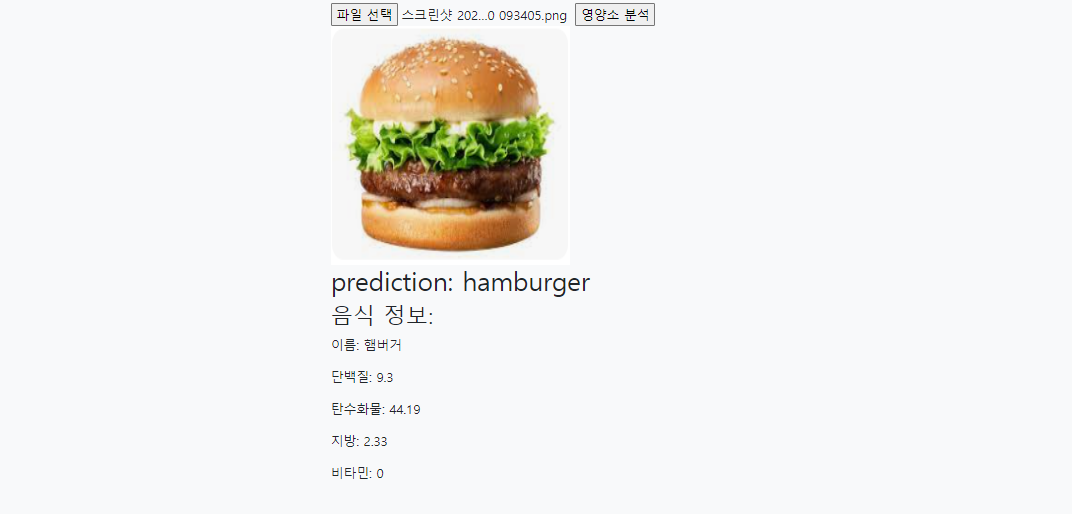 파일 선택 스크린샷 202...0 093405.png 영양소 분석
prediction: hamburger
음식 정보:
이름: 햄버거
단백질: 9.3
탄수화물: 44.19
지방: 2.33
비타민: 0